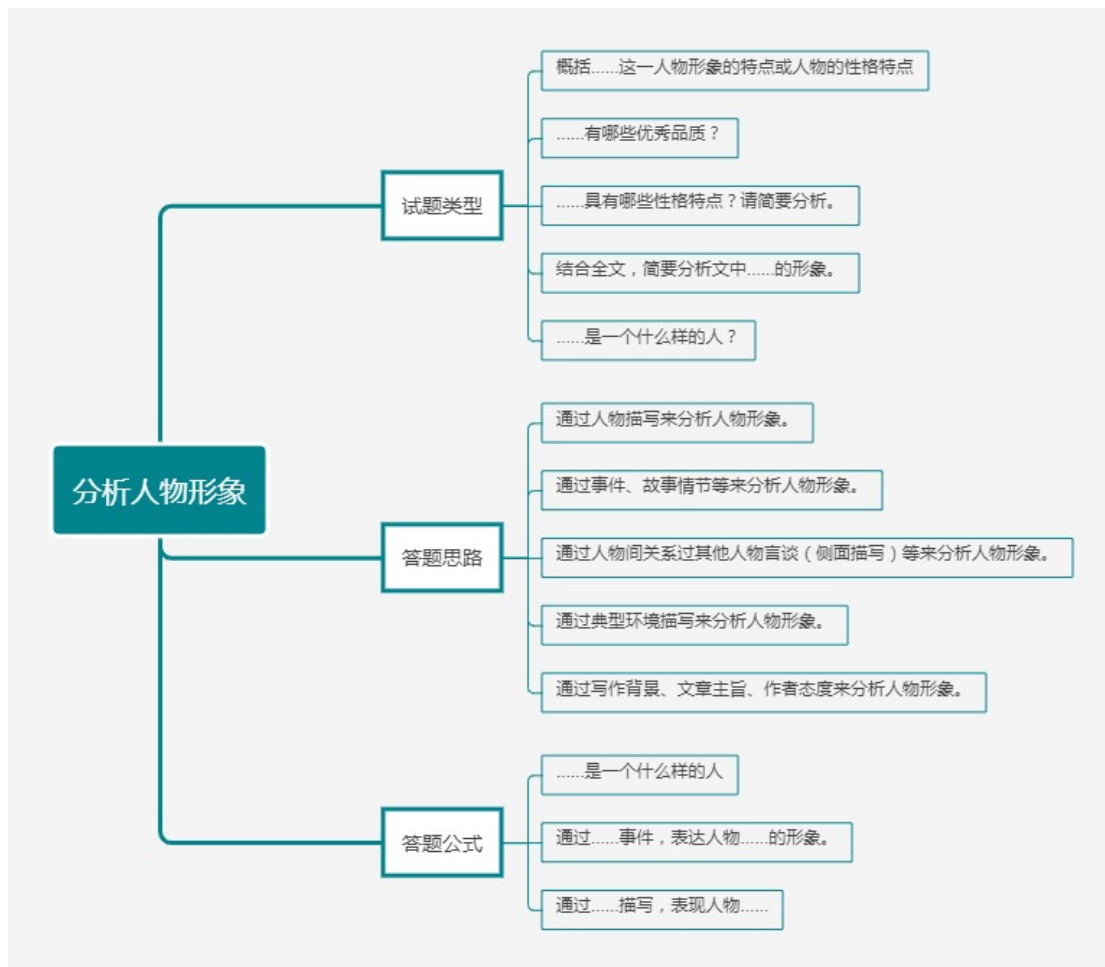 分析人物形象
试题类型
概括......这一人物形象的特点或人物的性格特点
......有哪些优秀品质？
......具有哪些性格特点？请简要分析。
结合全文，简要分析文中......的形象。
......是一个什么样的人？
答题思路
通过人物描写来分析人物形象。
通过事件、故事情节等来分析人物形象。
通过人物间关系过其他人物言谈（侧面描写）等来分析人物形象。
通过典型环境描写来分析人物形象。
通过写作背景、文章主旨、作者态度来分析人物形象。
答题公式
......是一个什么样的人
通过......事件，表达人物......的形象。
通过......描写，表现人物......